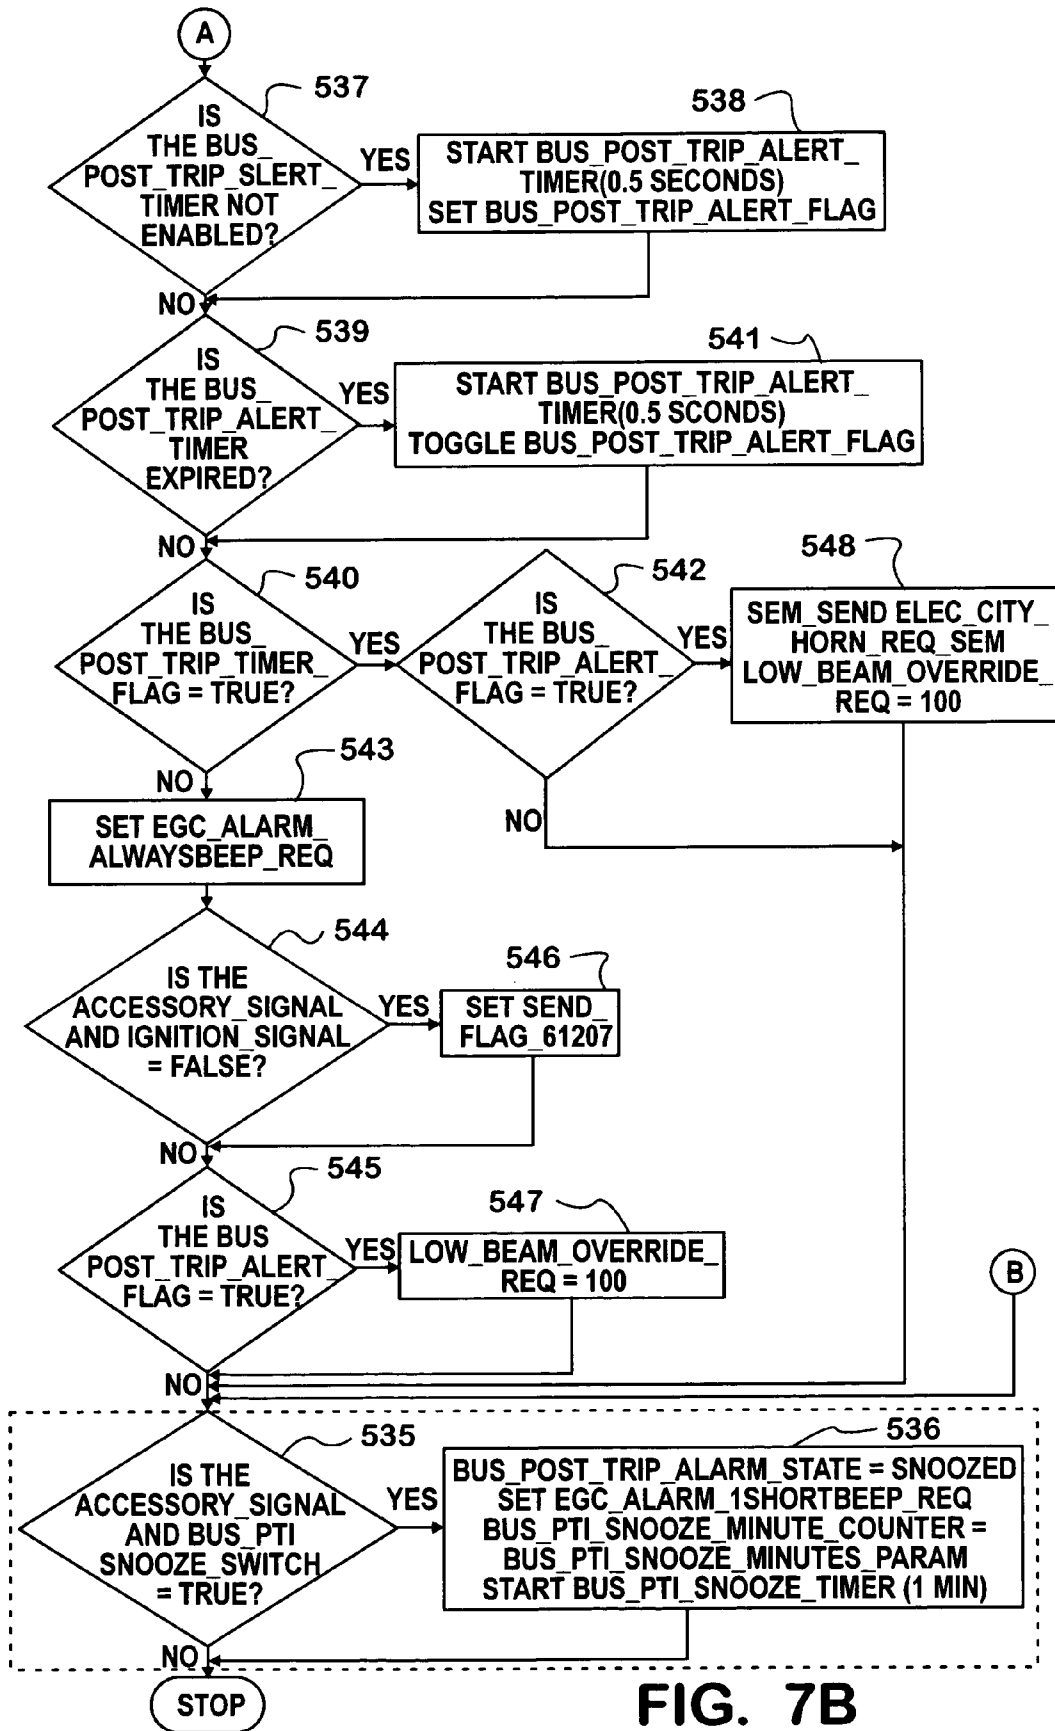 A
537
IS
THE BUS_
POST_TRIP_SLERT_
TIMER NOT
ENABLED?
YES
538
START BUS_POST_TRIP_ALERT_
TIMER(0.5 SECONDS)
SET BUS_POST_TRIP_ALERT_FLAG
NO
539
IS
THE BUS_
POST_TRIP_ALERT_
TIMER
EXPIRED?
YES
541
START BUS_POST_TRIP_ALERT_
TIMER(0.5 SCONDS)
TOGGLE BUS_POST_TRIP_ALERT_FLAG
NO
540
IS
THE BUS_
POST_TRIP_TIMER_
FLAG = TRUE?
YES
542
IS
THE BUS_
POST_TRIP_ALERT_
FLAG = TRUE?
YES
548
SEM_SEND ELEC_CITY_
HORN_REQ_SEM
LOW_BEAM_OVERRIDE_
REQ = 100
NO
NO
543
SET EGC_ALARM_
ALWAYSBEEP_REQ
544
IS THE
ACCESSORY_SIGNAL
AND IGNITION_SIGNAL
= FALSE?
YES
546
SET SEND_
FLAG_61207
NO
545
IS
THE BUS
POST_TRIP_ALERT_
FLAG = TRUE?
YES
547
LOW_BEAM_OVERRIDE_
REQ = 100
B
NO
535
IS THE
ACCESSORY_SIGNAL
AND BUS_PTI
SNOOZE_SWITCH
= TRUE?
YES
536
BUS_POST_TRIP_ALARM_STATE = SNOOZED
SET EGC_ALARM_1SHORTBEEP_REQ
BUS_PTI_SNOOZE_MINUTE_COUNTER =
BUS_PTI_SNOOZE_MINUTES_PARAM
START BUS_PTI_SNOOZE_TIMER (1 MIN)
NO
STOP
FIG. 7B